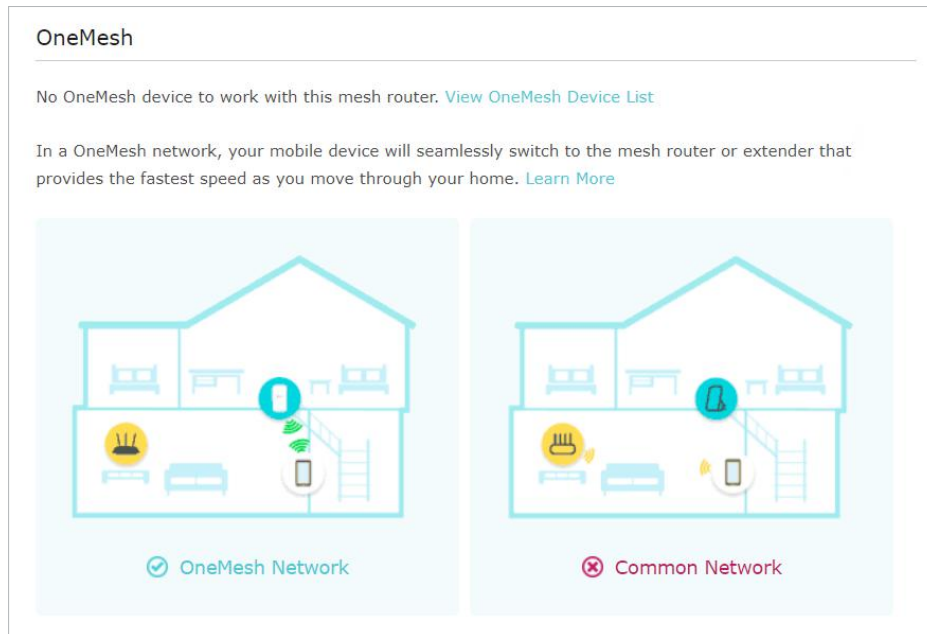 OneMesh
No OneMesh device to work with this mesh router. View OneMesh Device List
In a OneMesh network, your mobile device will seamlessly switch to the mesh router or extender that
provides the fastest speed as you move through your home. Learn More
OneMesh Network
Common Network